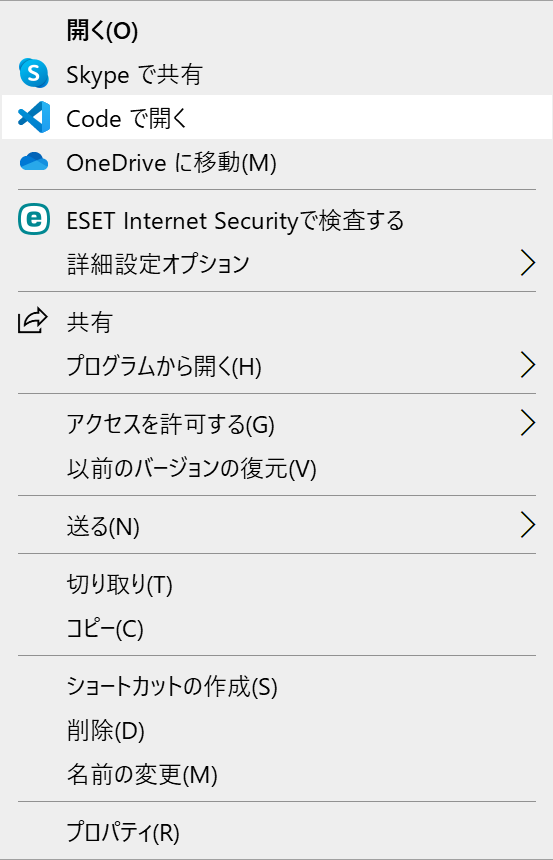 開く(O)
Skype で共有
Code で開く
OneDrive に移動(M)
ESET Internet Securityで検査する
詳細設定オプション
共有
プログラムから開く(H)
アクセスを許可する(G)
以前のバージョンの復元(V)
送る(N)
切り取り(T)
コピー(C)
ショートカットの作成(S)
削除(D)
名前の変更(M)
プロパティ(R)